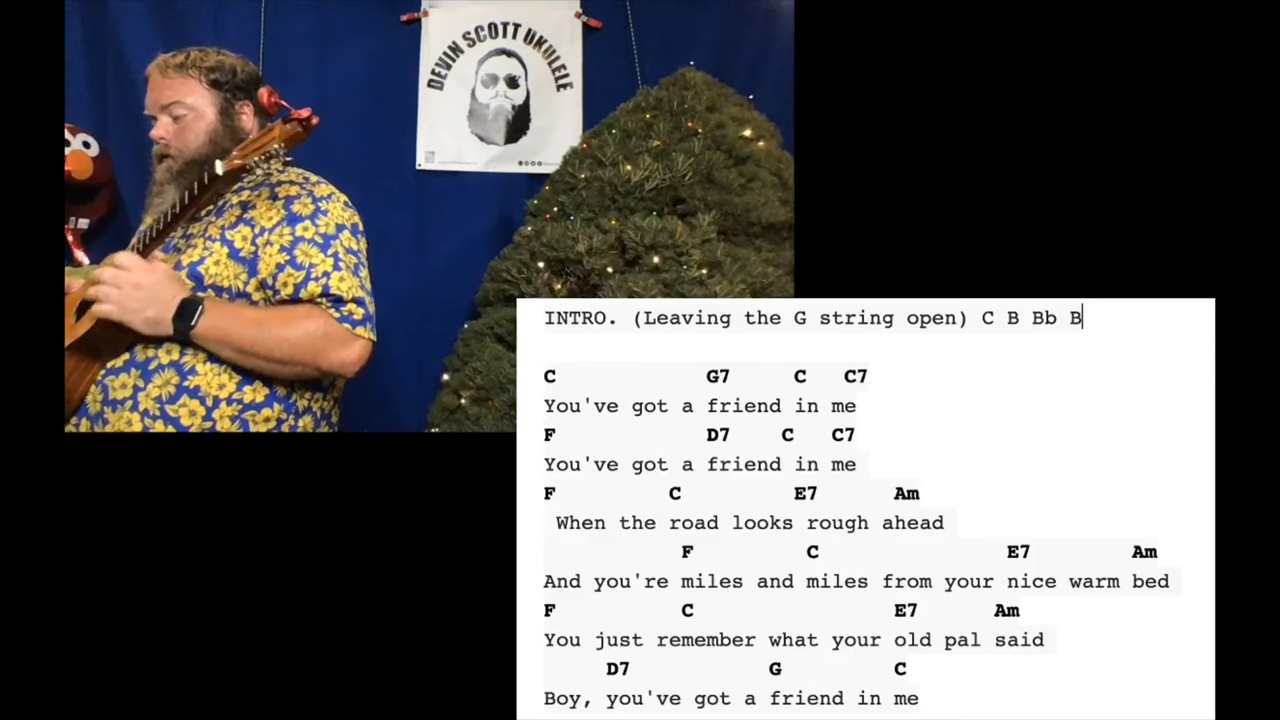 DEVIN SCOTT UKULELE
INTRO. (Leaving the G string open) C B Bb B
C G7 C C7
You've got a friend in me
F D7 C C7
You've got a friend in me
F C E7 Am
When the road looks rough ahead
F C E7 Am
And you're miles and miles from your nice warm bed
F C E7 Am
You just remember what your old pal said
D7 G C
Boy, you've got a friend in me